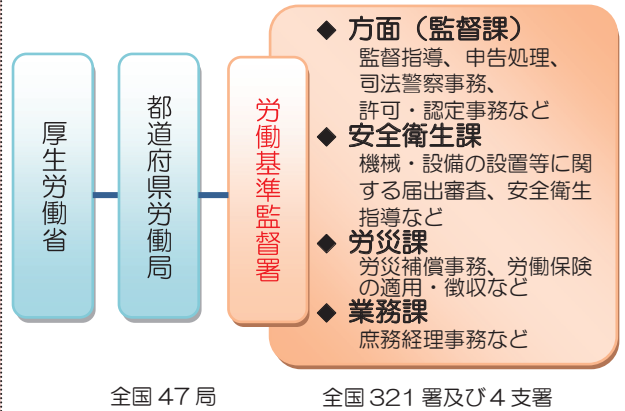 厚生労働省
都道府県労働局
労働基準監督署
◆ 方面（監督課）
監督指導、申告処理、
司法警察事務、
許可・認定事務など
◆ 安全衛生課
機械・設備の設置等に関
する届出審査、安全衛生
指導など
◆ 労災課
労災補償事務、労働保険
の適用・徴収など
◆ 業務課
庶務経理事務など
全国 47 局
全国 321 署及び 4 支署